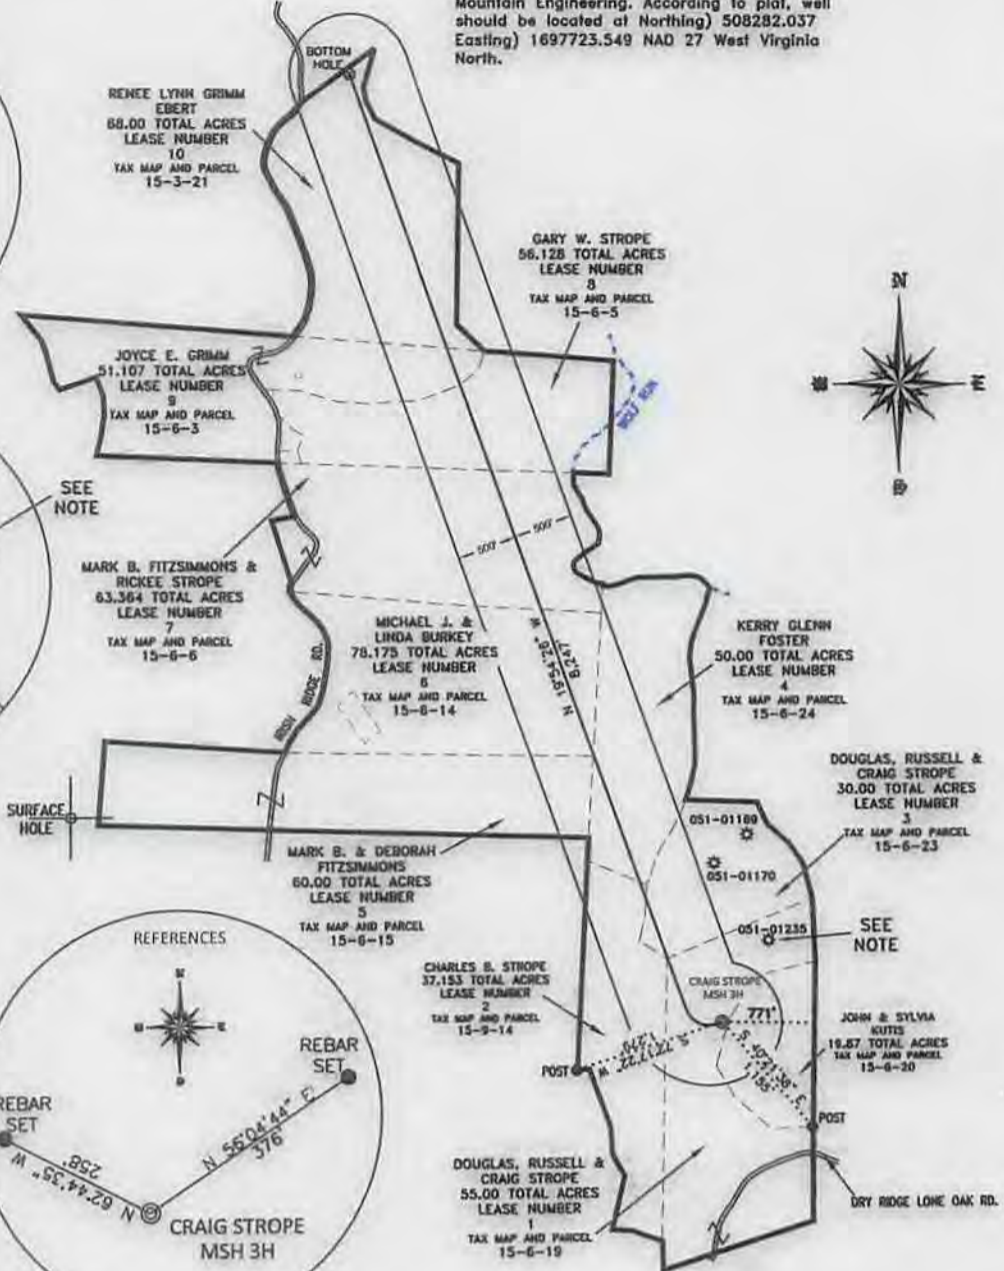 Mountain Engineering. According to plat, well
should be located at Northing) 508282.037
Easting) 1697723.549 NAD 27 West Virginia
North.
BOTTOM
HOLE
RENEE LYNN GRIMM
EBERT
68.00 TOTAL ACRES
LEASE NUMBER
10
TAX MAP AND PARCEL
15-3-21
GARY W. STROPE
56.128 TOTAL ACRES
LEASE NUMBER
8
TAX MAP AND PARCEL
15-6-5
N
W
E
S
WOLF RUN
JOYCE E. GRIMM
51.107 TOTAL ACRES
LEASE NUMBER
9
TAX MAP AND PARCEL
15-6-3
SEE
NOTE
500'
500'
MARK B. FITZSIMMONS &
RICKEE STROPE
63.364 TOTAL ACRES
LEASE NUMBER
7
TAX MAP AND PARCEL
15-6-6
MICHAEL J. &
LINDA BURKEY
78.175 TOTAL ACRES
LEASE NUMBER
6
TAX MAP AND PARCEL
15-6-14
N 19°54'26" W
8,247'
KERRY GLENN
FOSTER
50.00 TOTAL ACRES
LEASE NUMBER
4
TAX MAP AND PARCEL
15-6-24
IRISH RIDGE RD.
DOUGLAS, RUSSELL &
CRAIG STROPE
30.00 TOTAL ACRES
LEASE NUMBER
3
TAX MAP AND PARCEL
15-6-23
SURFACE
HOLE
051-01169
051-01170
051-01235
SEE
NOTE
MARK B. & DEBORAH
FITZSIMMONS
60.00 TOTAL ACRES
LEASE NUMBER
5
TAX MAP AND PARCEL
15-6-15
CHARLES B. STROPE
37.153 TOTAL ACRES
LEASE NUMBER
2
TAX MAP AND PARCEL
15-9-14
CRAIG STROPE
MSH 3H
771'
S 74°17'22" W
1,270'
1,155'
JOHN & SYLVIA
KUTIS
19.87 TOTAL ACRES
TAX MAP AND PARCEL
15-6-20
POST
POST
DOUGLAS, RUSSELL &
CRAIG STROPE
55.00 TOTAL ACRES
LEASE NUMBER
1
TAX MAP AND PARCEL
15-6-19
DRY RIDGE LONE OAK RD.
REFERENCES
N
W
E
S
REBAR
SET
REBAR
SET
N 56°04'44" E
376'
N 62°44'35" W
258'
CRAIG STROPE
MSH 3H